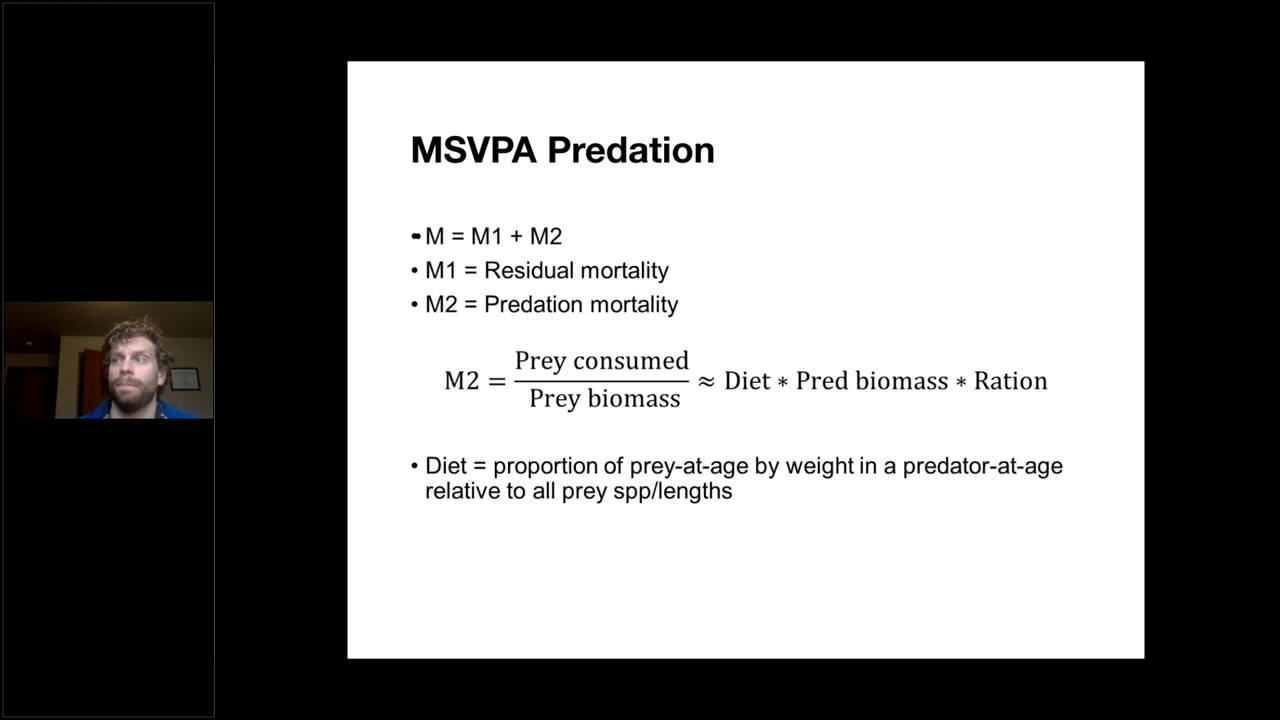 MSVPA Predation
• M = M1 + M2
• M1 = Residual mortality
• M2 = Predation mortality
M2 = Prey consumed / Prey biomass ≈ Diet ∗ Pred biomass ∗ Ration
• Diet = proportion of prey-at-age by weight in a predator-at-age
relative to all prey spp/lengths